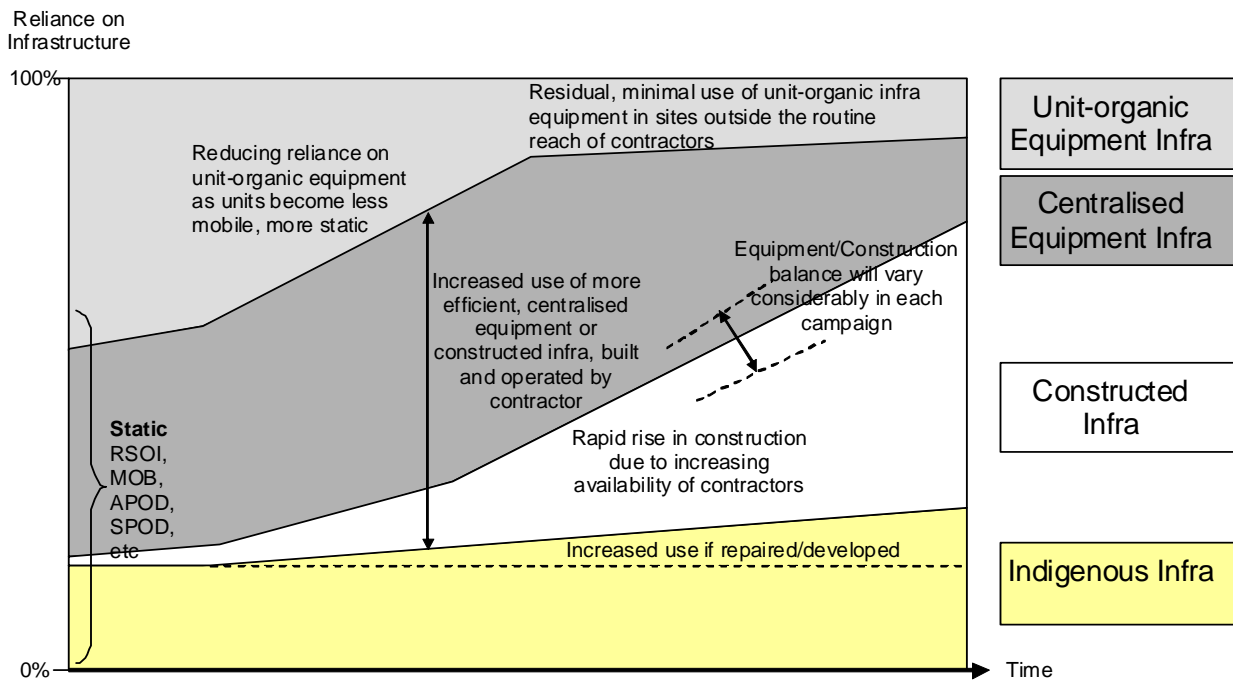 Reliance on
Infrastructure
100%
Residual, minimal use of unit-organic infra
equipment in sites outside the routine
reach of contractors
Reducing reliance on
unit-organic equipment
as units become less
mobile, more static
Equipment/Construction
balance will vary
considerably in each
campaign
Increased use of more
efficient, centralised
equipment or
constructed infra, built
and operated by
contractor
Static
RSOI,
MOB,
APOD,
SPOD,
etc
Rapid rise in construction
due to increasing
availability of contractors
Increased use if repaired/developed
0%
Time
Unit-organic
Equipment Infra
Centralised
Equipment Infra
Constructed
Infra
Indigenous Infra